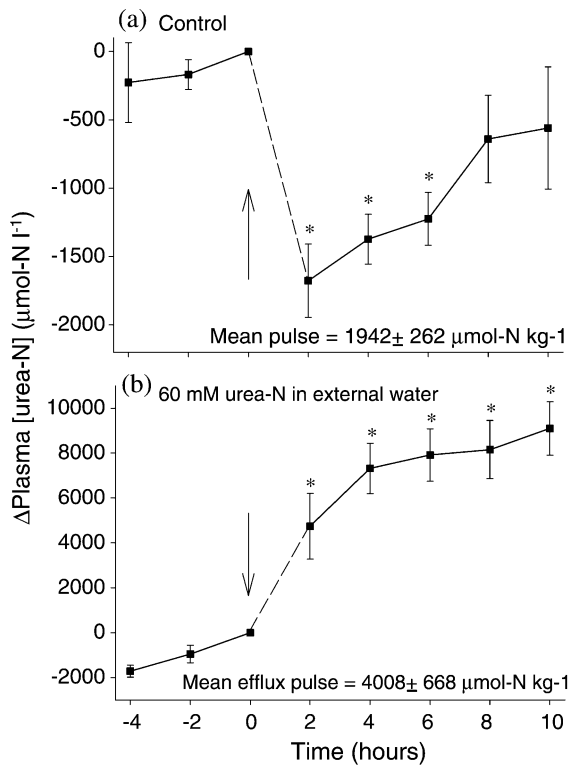 (a) Control
0
-500
-1000
-1500
-2000
* * *
Mean pulse = 1942± 262 μmol-N kg-1
ΔPlasma [urea-N] (μmol-N l-1)
(b) 60 mM urea-N in external water
10000
8000
6000
4000
2000
0
-2000
* * * * *
Mean efflux pulse = 4008± 668 μmol-N kg-1
-4 -2 0 2 4 6 8 10
Time (hours)